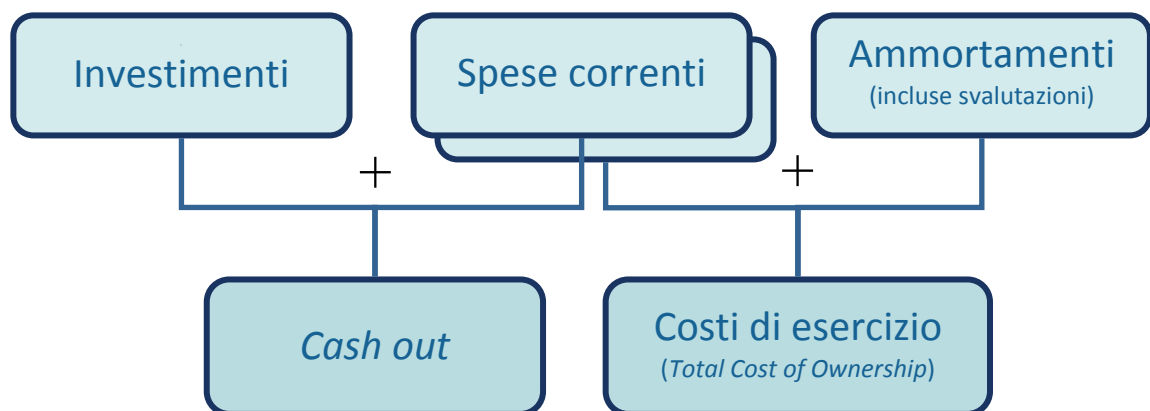 Investimenti
Spese correnti
Ammortamenti
(incluse svalutazioni)
+
+
Cash out
Costi di esercizio
(Total Cost of Ownership)